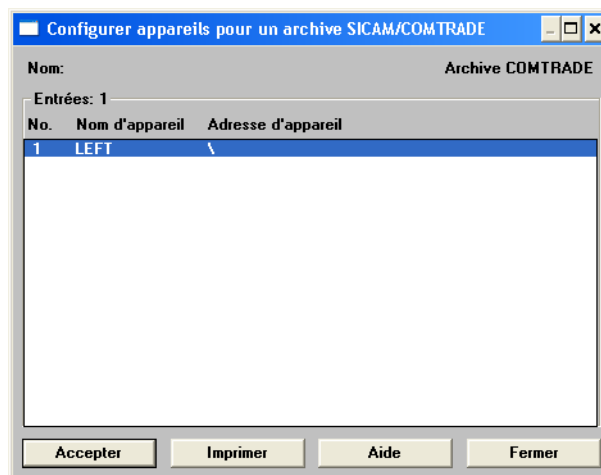 Configurer appareils pour un archive SICAM/COMTRADE
Nom: Archive COMTRADE
Entrées: 1
No. Nom d'appareil Adresse d'appareil
1 LEFT \
Accepter Imprimer Aide Fermer